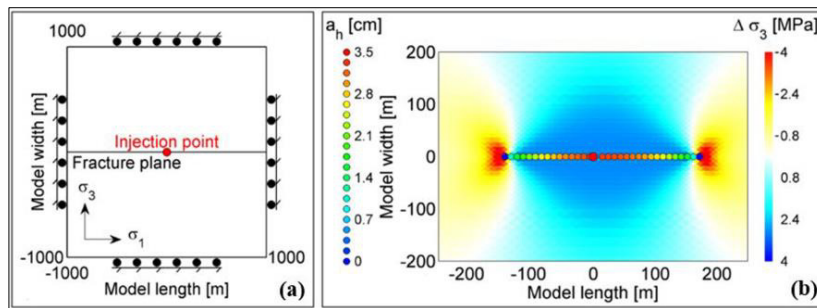 1000
Model width [m]
Injection point
Fracture plane
σ3
σ1
-1000
-1000
1000
Model length [m]
(a)
a_h [cm]
3.5
2.8
2.1
1.4
0.7
0
Model width [m]
200
100
0
-100
-200
-200
-100
0
100
200
Model length [m]
Δ σ3 [MPa]
-4
-2.4
-0.8
0.8
2.4
4
(b)